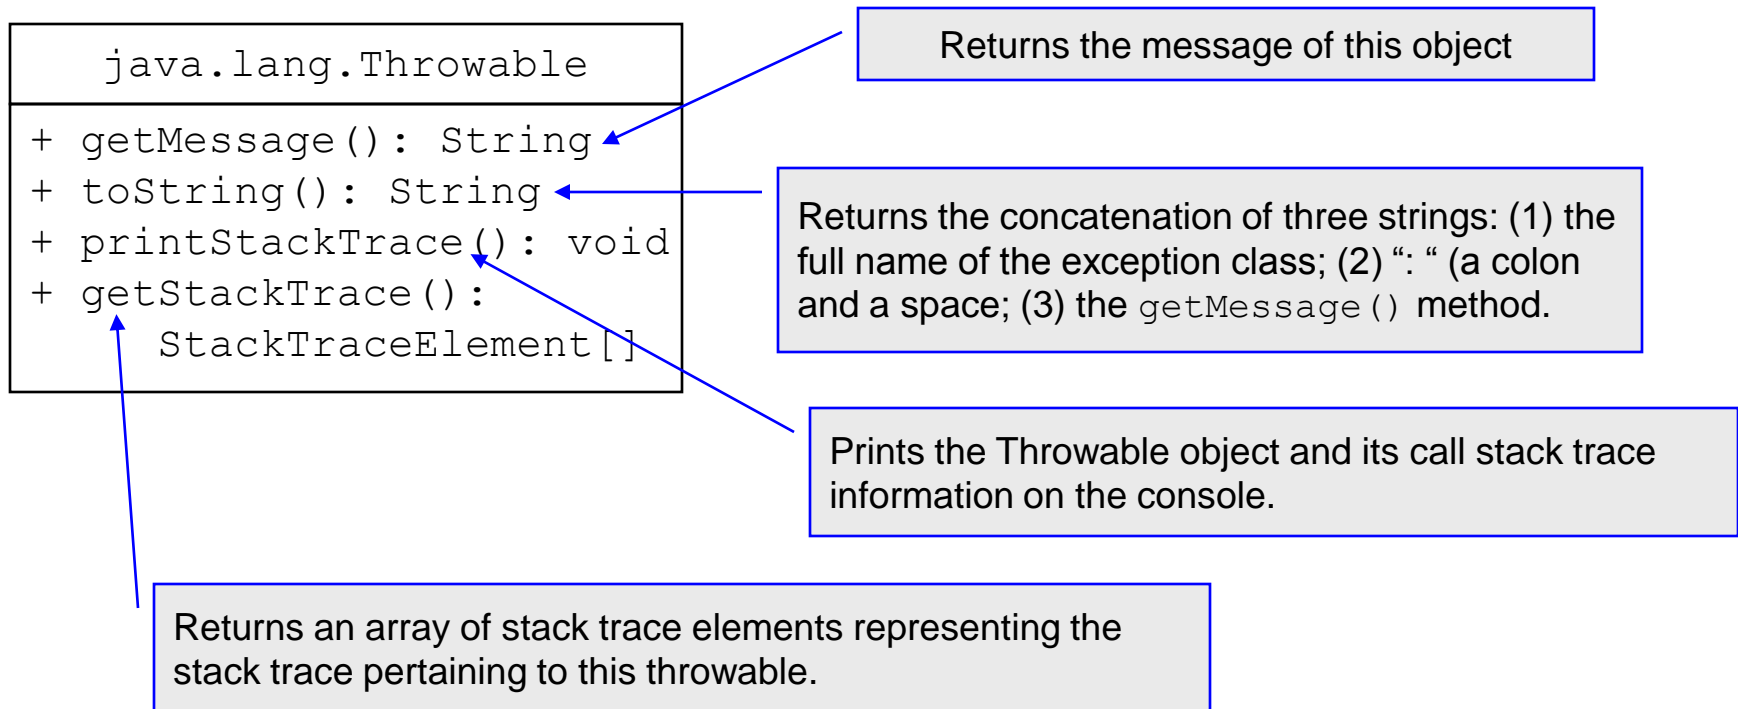 java.lang.Throwable
+ getMessage(): String
+ toString(): String
+ printStackTrace(): void
+ getStackTrace():
StackTraceElement[]
Returns the message of this object
Returns the concatenation of three strings: (1) the
full name of the exception class; (2) “: “ (a colon
and a space; (3) the getMessage() method.
Prints the Throwable object and its call stack trace
information on the console.
Returns an array of stack trace elements representing the
stack trace pertaining to this throwable.